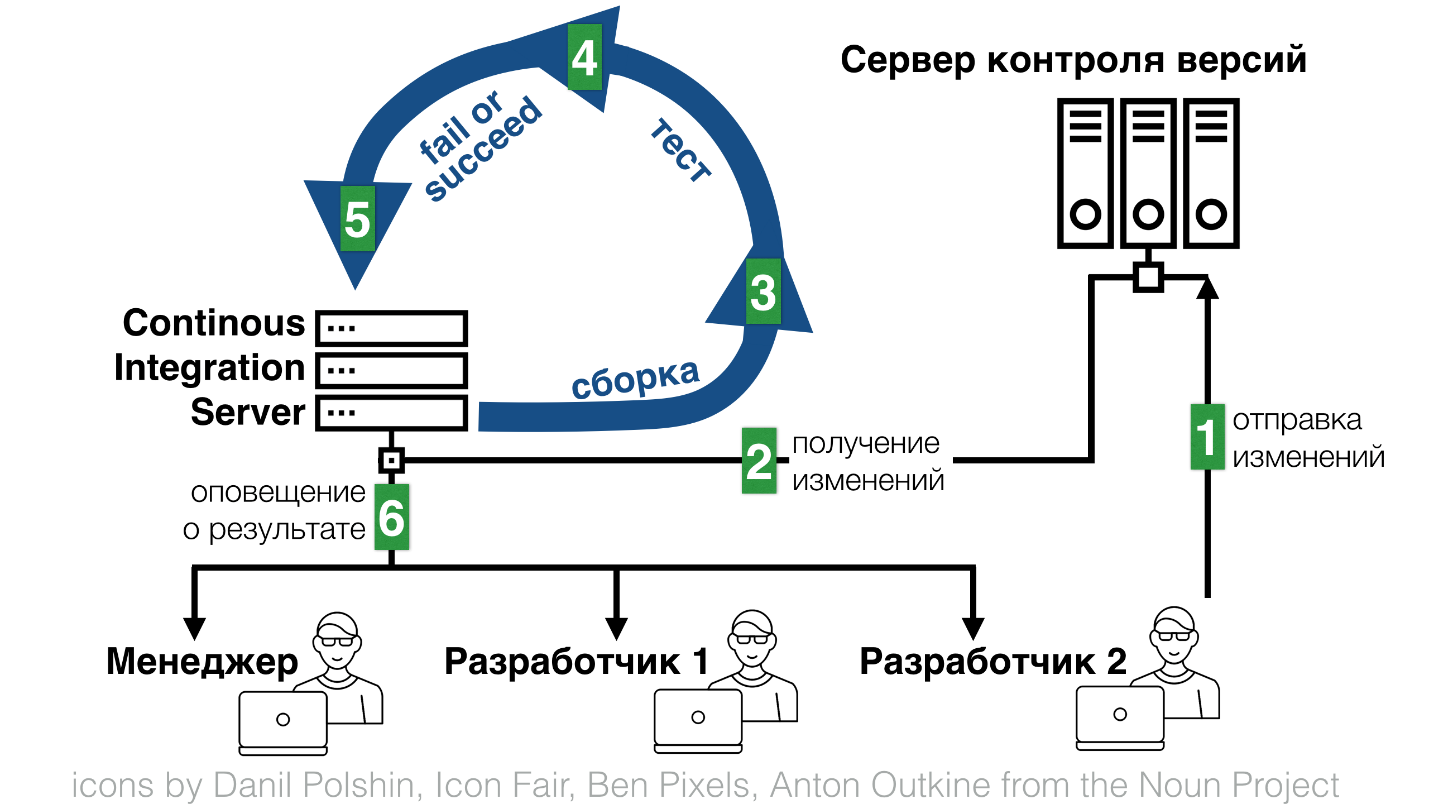 Сервер контроля версий
4
fail or
succeed
тест
5
3
Continous
Integration
Server
сборка
1
отправка
изменений
2
получение
изменений
оповещение
о результате
6
Менеджер
Разработчик 1
Разработчик 2
icons by Danil Polshin, Icon Fair, Ben Pixels, Anton Outkine from the Noun Project